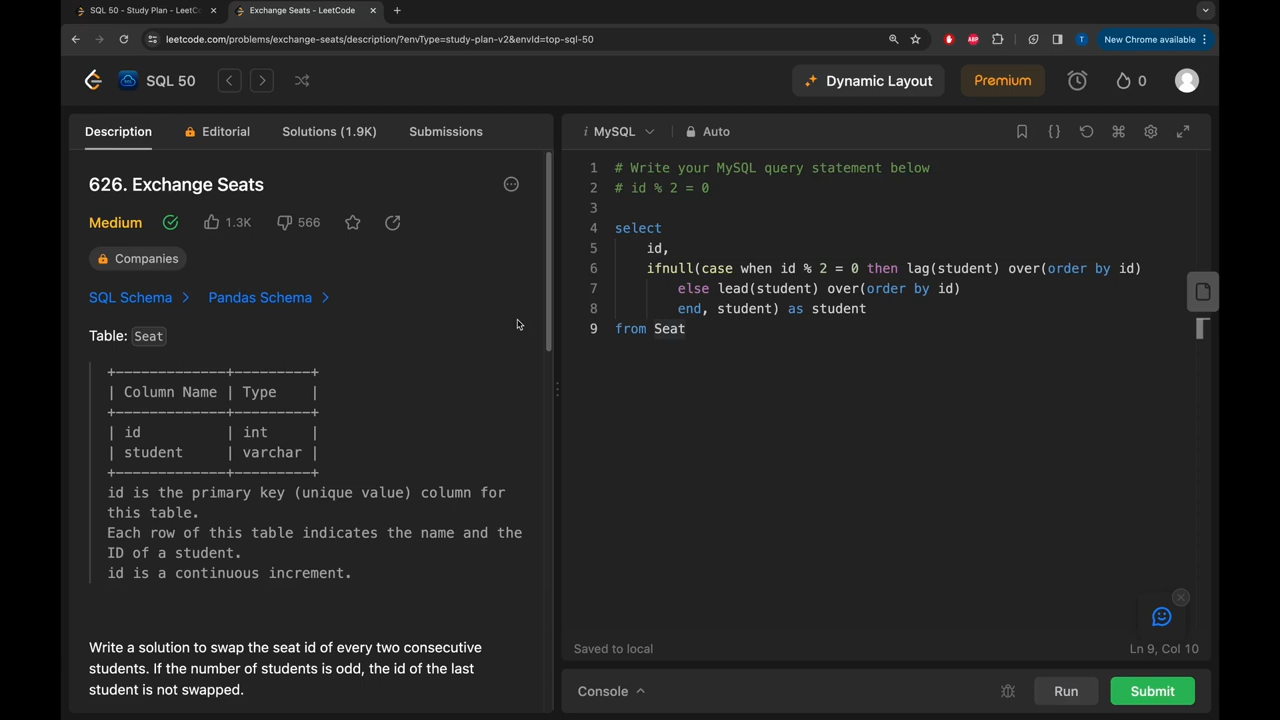 SQL 50 - Study Plan - LeetC
Exchange Seats - LeetCode
leetcode.com/problems/exchange-seats/description/?envType=study-plan-v2&envId=top-sql-50
ABP
T
New Chrome available
SQL 50
Dynamic Layout
Premium
0
Description
Editorial
Solutions (1.9K)
Submissions
626. Exchange Seats
Medium
1.3K
566
Companies
SQL Schema
Pandas Schema
Table: Seat
+-------------+---------+
| Column Name | Type    |
+-------------+---------+
| id          | int     |
| student     | varchar |
+-------------+---------+
id is the primary key (unique value) column for
this table.
Each row of this table indicates the name and the
ID of a student.
id is a continuous increment.
Write a solution to swap the seat id of every two consecutive
students. If the number of students is odd, the id of the last
student is not swapped.
i MySQL
Auto
1 # Write your MySQL query statement below
2 # id % 2 = 0
3
4 select
5 id,
6 ifnull(case when id % 2 = 0 then lag(student) over(order by id)
7 else lead(student) over(order by id)
8 end, student) as student
9 from Seat
Saved to local
Ln 9, Col 10
Console
Run
Submit